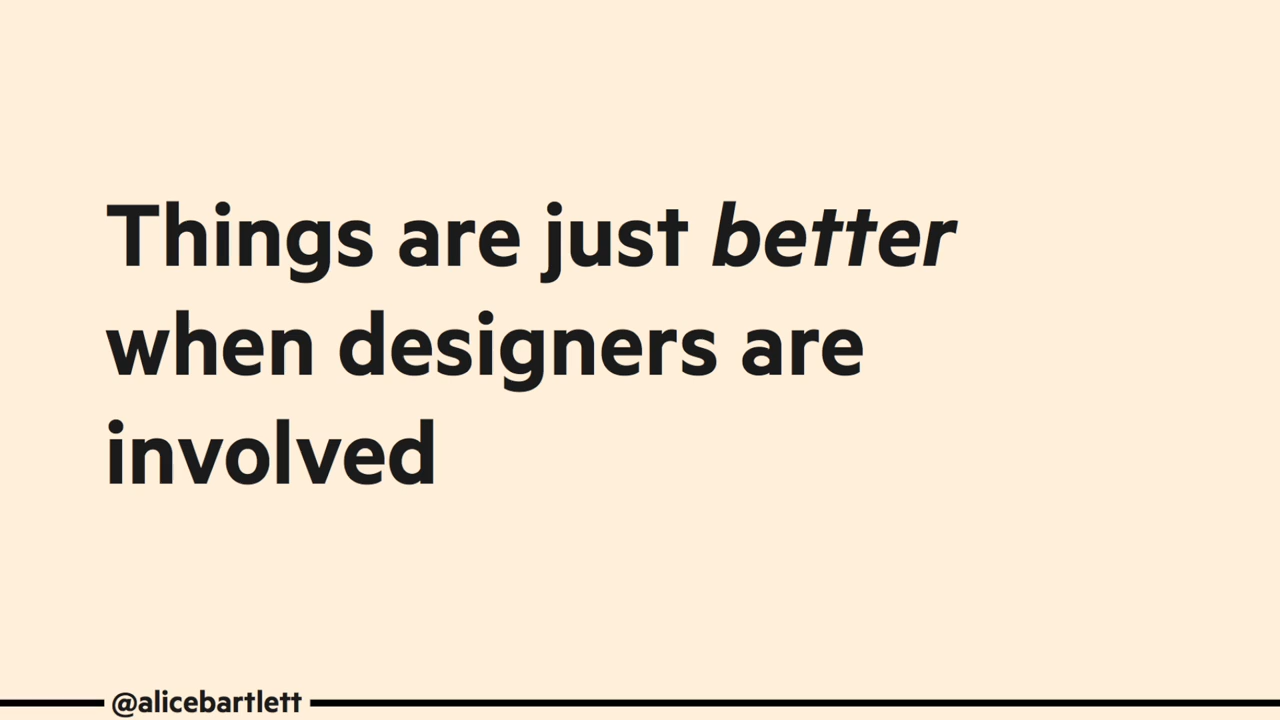 Things are just better
when designers are
involved
@alicebartlett